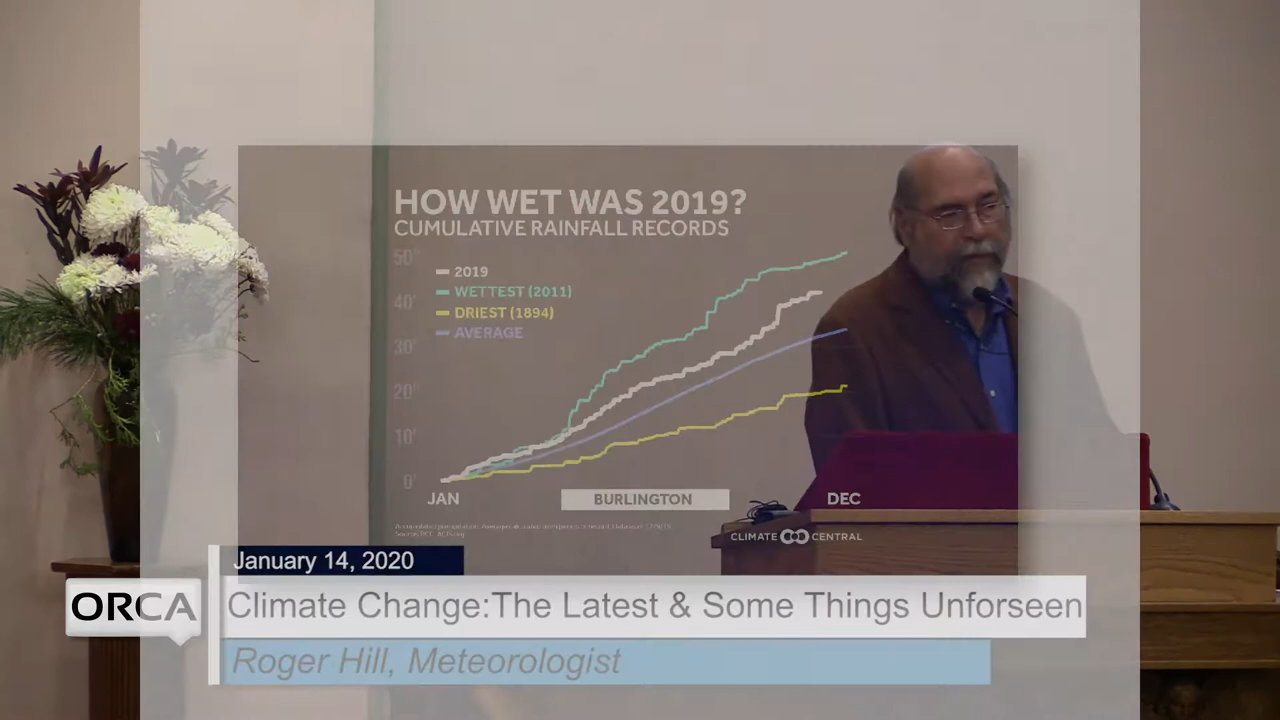 HOW WET WAS 2019?
CUMULATIVE RAINFALL RECORDS
50"
2019
WETTEST (2011)
40"
DRIEST (1894)
AVERAGE
30"
20"
10"
0"
JAN
BURLINGTON
DEC
CLIMATE CENTRAL
January 14, 2020
ORCA
Climate Change:The Latest & Some Things Unforseen
Roger Hill, Meteorologist